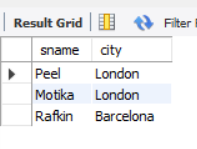 Result Grid Filter
sname city
Peel London
Motika London
Rafkin Barcelona